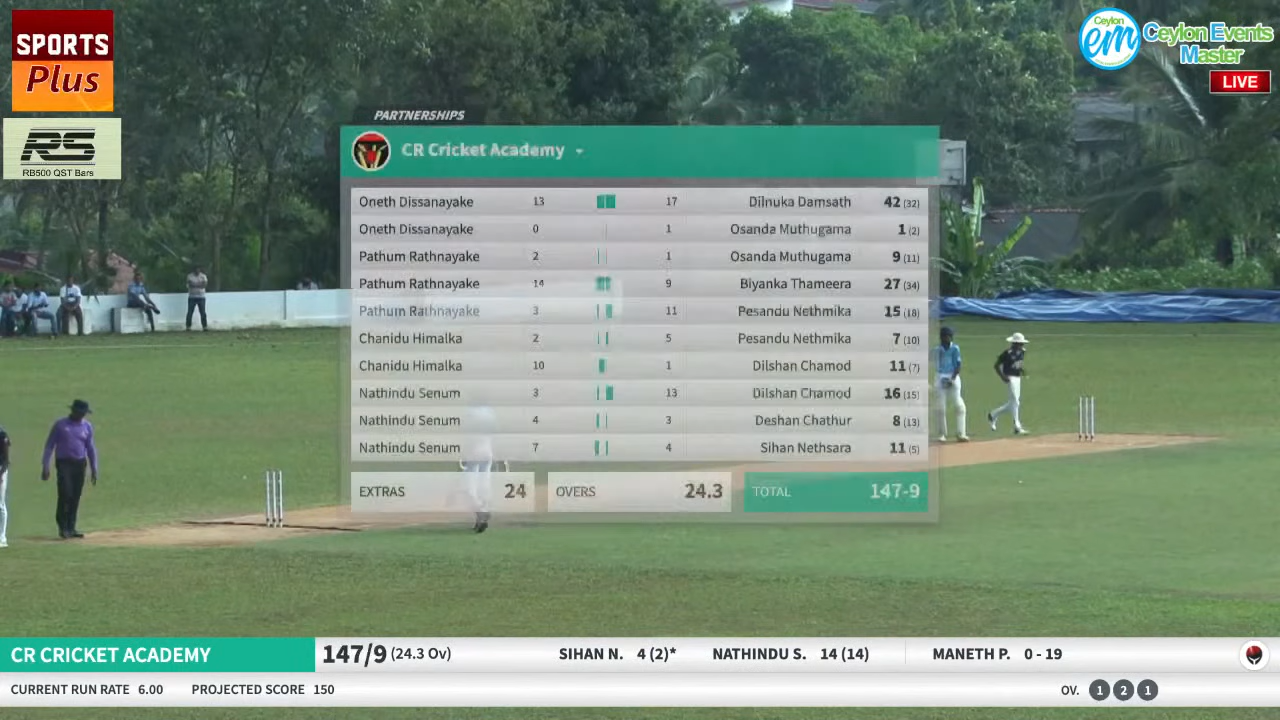 SPORTS
Plus
RS
RB500 QST Bars
Ceylon
em
Ceylon Events
Master
LIVE
PARTNERSHIPS
CR Cricket Academy
Oneth Dissanayake 13 17 Dilnuka Damsath 42 (32)
Oneth Dissanayake 0 1 Osanda Muthugama 1 (2)
Pathum Rathnayake 2 1 Osanda Muthugama 9 (11)
Pathum Rathnayake 14 9 Biyanka Thameera 27 (34)
Pathum Rathnayake 3 11 Pesandu Nethmika 15 (18)
Chanidu Himalka 2 5 Pesandu Nethmika 7 (10)
Chanidu Himalka 10 1 Dilshan Chamod 11 (7)
Nathindu Senum 3 13 Dilshan Chamod 16 (15)
Nathindu Senum 4 3 Deshan Chathur 8 (13)
Nathindu Senum 7 4 Sihan Nethsara 11 (5)
EXTRAS 24 OVERS 24.3 TOTAL 147-9
CR CRICKET ACADEMY 147/9 (24.3 Ov) SIHAN N. 4 (2)* NATHINDU S. 14 (14) MANETH P. 0 - 19
CURRENT RUN RATE 6.00 PROJECTED SCORE 150 OV. 1 2 1